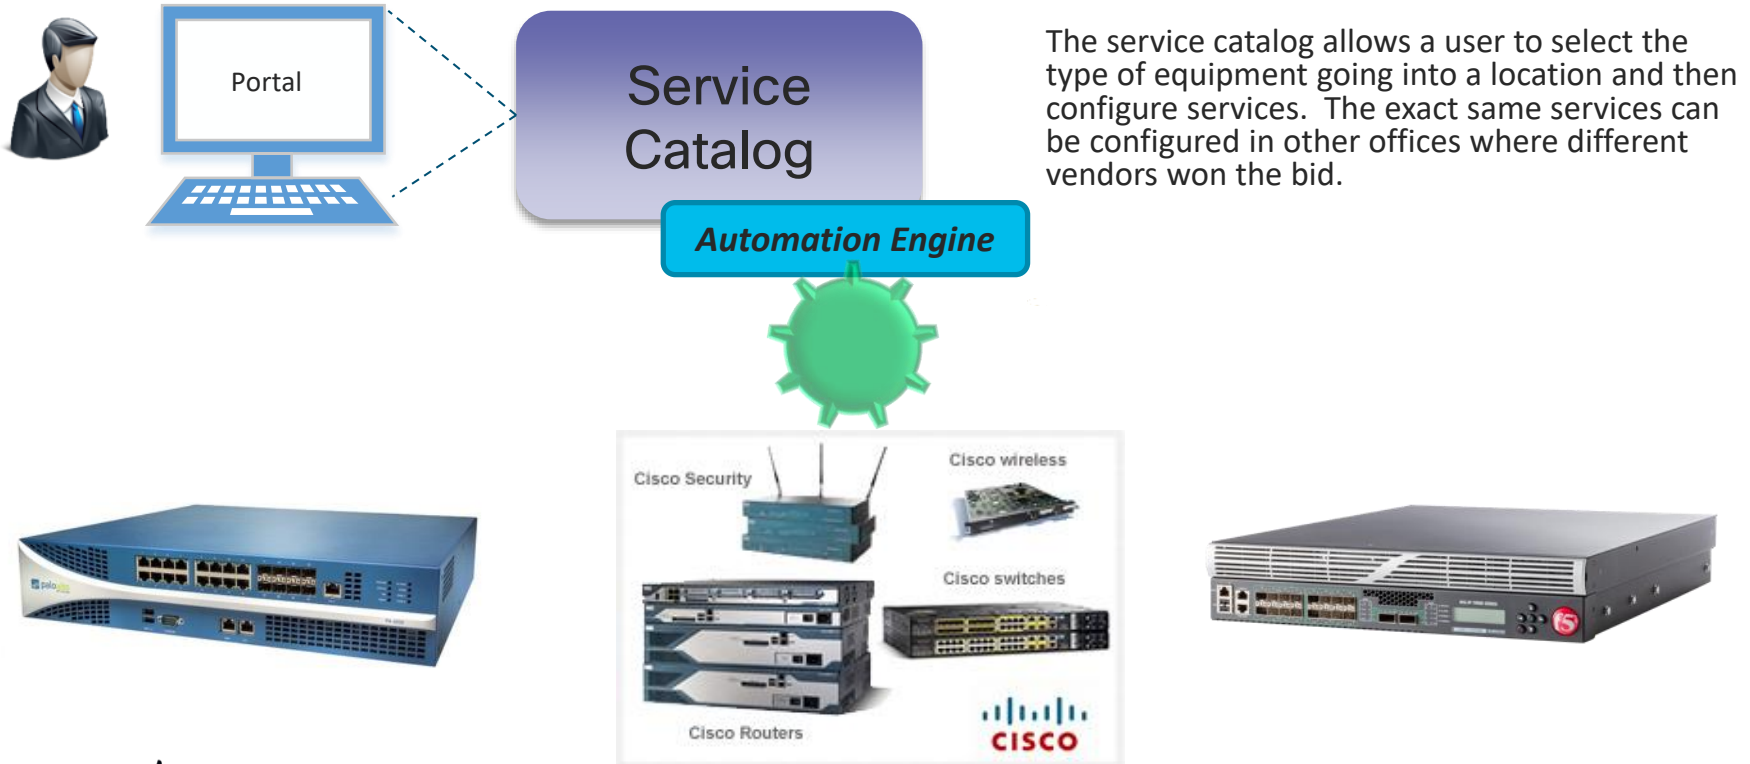 Portal
Service
Catalog
Automation Engine
The service catalog allows a user to select the
type of equipment going into a location and then
configure services.  The exact same services can
be configured in other offices where different
vendors won the bid.
Cisco Security
Cisco wireless
Cisco switches
Cisco Routers
CISCO
paloalto
f5